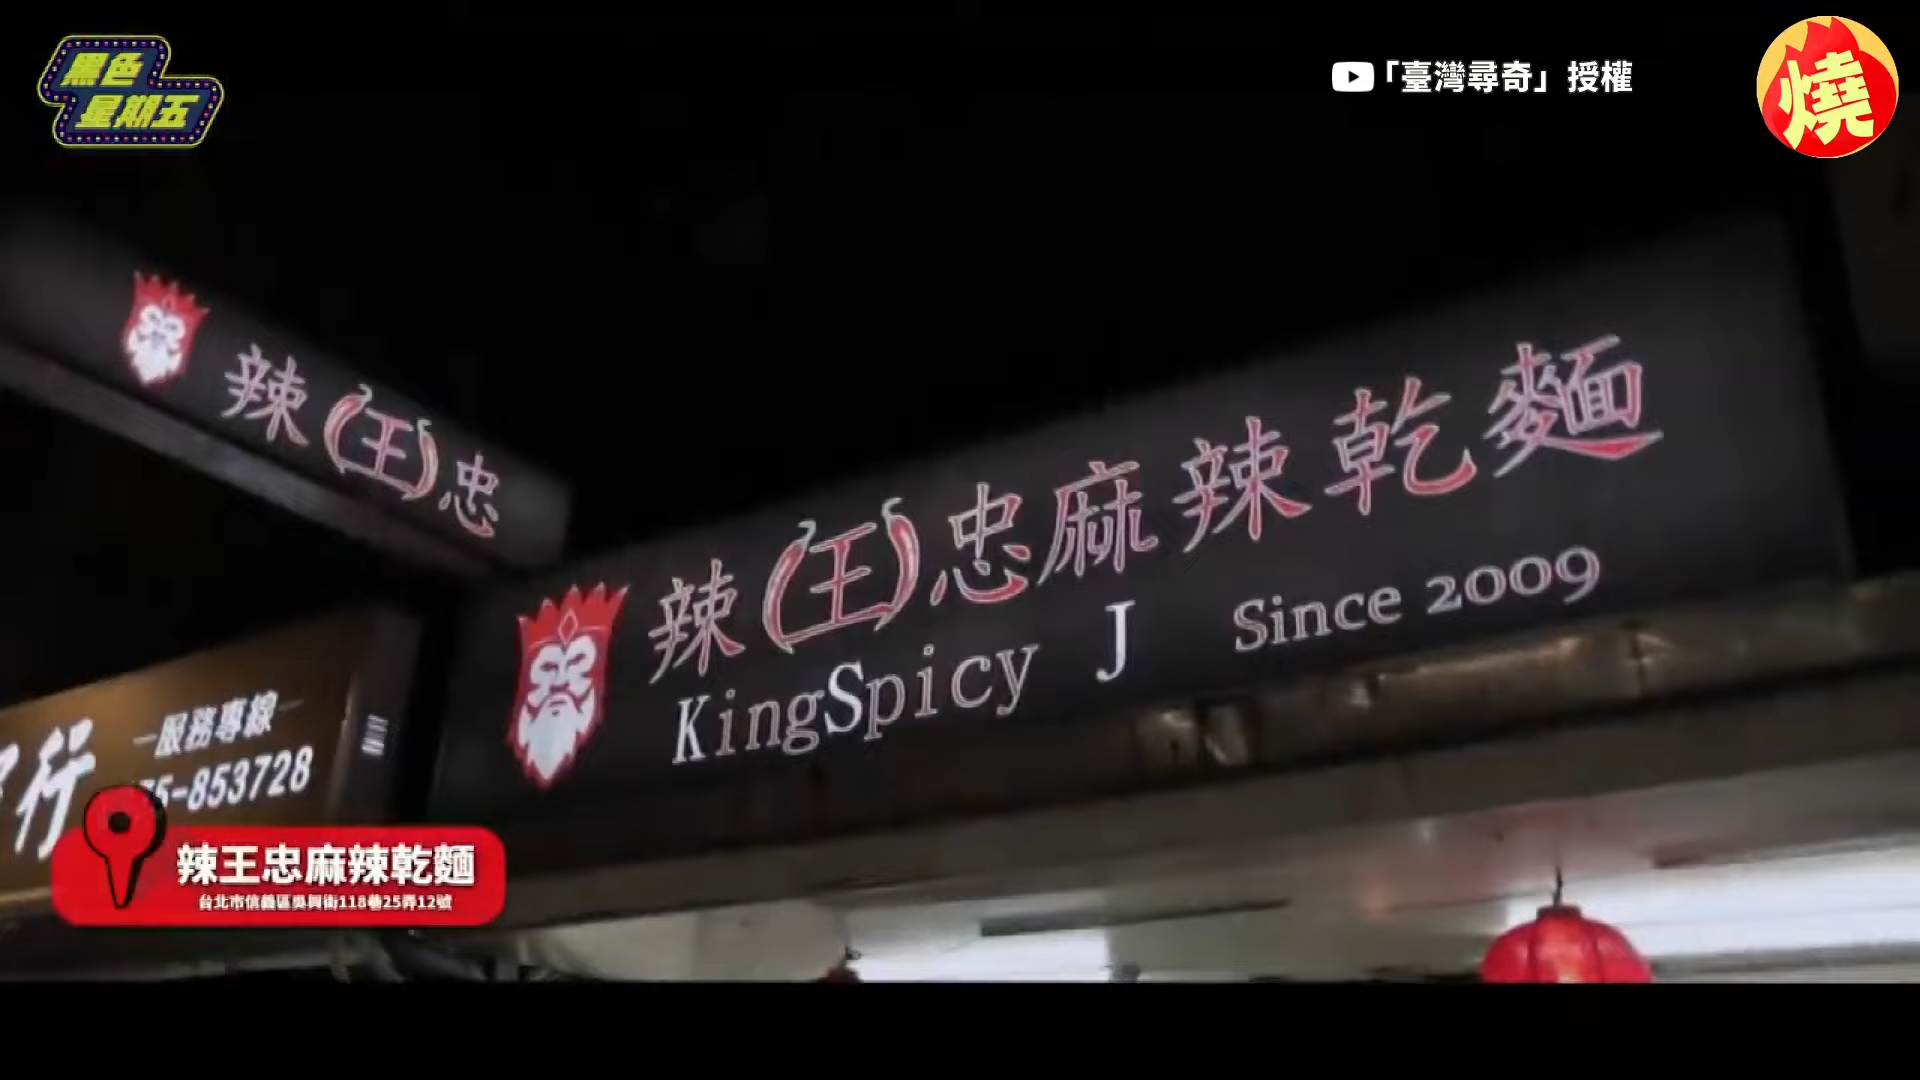 黑色
星期五
「臺灣尋奇」授權
燒
辣(王)忠
辣(王)忠麻辣乾麵
KingSpicy J Since 2009
行
服務專線
5-853728
辣王忠麻辣乾麵
台北市信義區吳興街118巷25弄12號